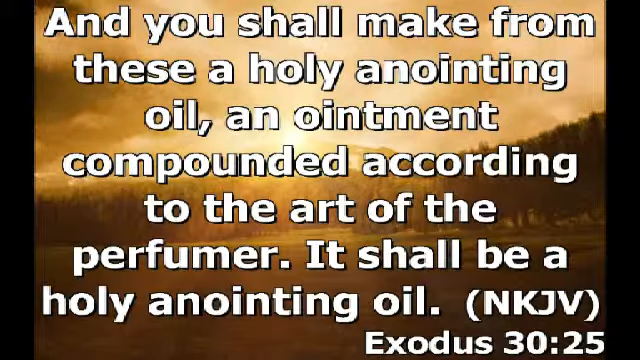 And you shall make from
these a holy anointing
oil, an ointment
compounded according
to the art of the
perfumer. It shall be a
holy anointing oil. (NKJV)
Exodus 30:25